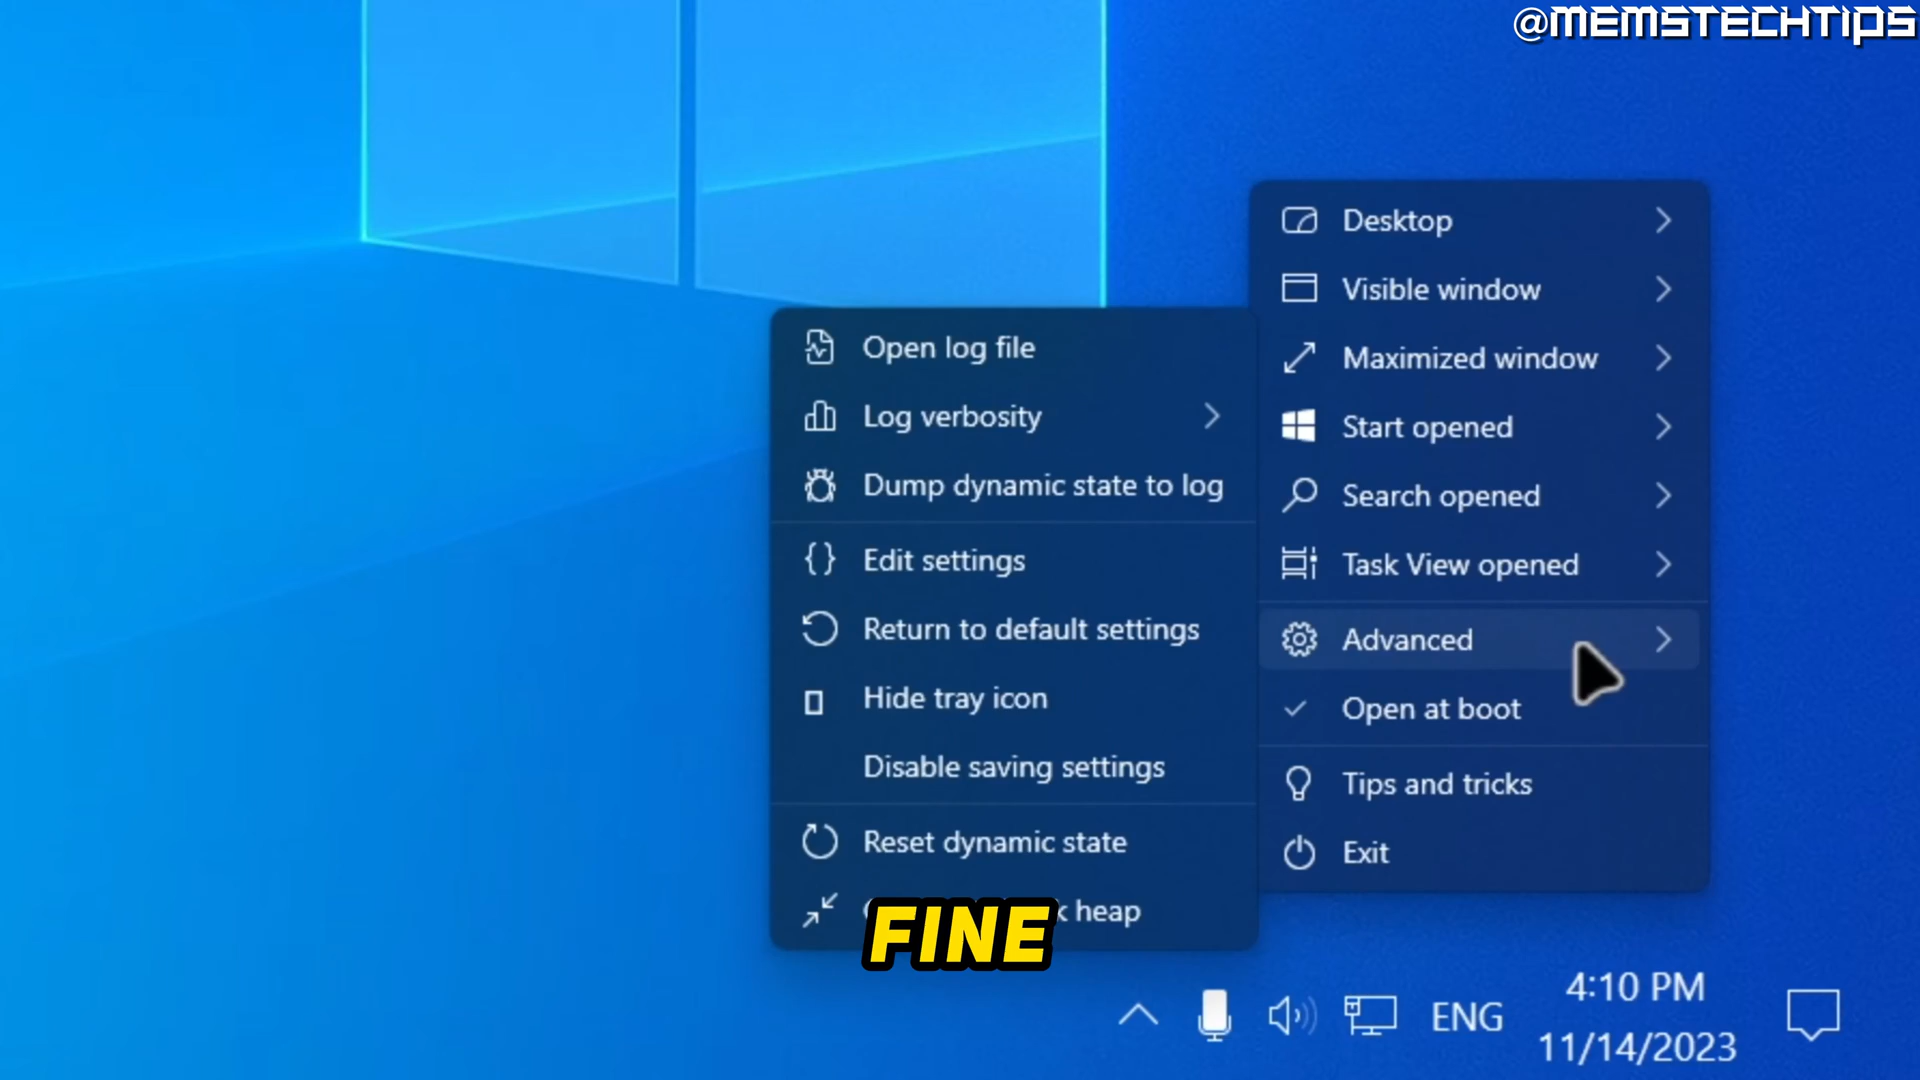 @MEMSTECHTIPS
Desktop
Visible window
Maximized window
Start opened
Search opened
Task View opened
Advanced
Open at boot
Tips and tricks
Exit
Open log file
Log verbosity
Dump dynamic state to log
Edit settings
Return to default settings
Hide tray icon
Disable saving settings
Reset dynamic state
heap
FINE
ENG
4:10 PM
11/14/2023